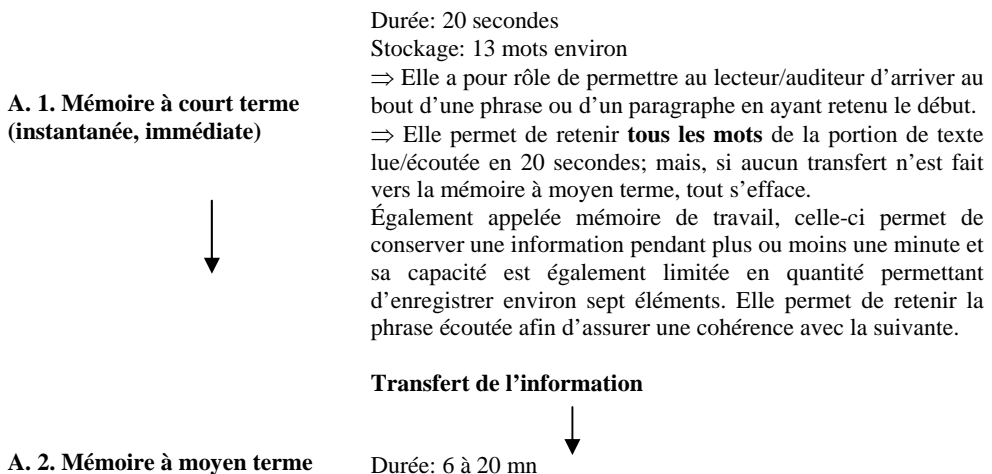 Durée: 20 secondes
Stockage: 13 mots environ
⇒ Elle a pour rôle de permettre au lecteur/auditeur d’arriver au
A. 1. Mémoire à court terme
bout d’une phrase ou d’un paragraphe en ayant retenu le début.
(instantanée, immédiate)
⇒ Elle permet de retenir tous les mots de la portion de texte
lue/écoutée en 20 secondes; mais, si aucun transfert n’est fait
vers la mémoire à moyen terme, tout s’efface.
Également appelée mémoire de travail, celle-ci permet de
conserver une information pendant plus ou moins une minute et
sa capacité est également limitée en quantité permettant
d’enregistrer environ sept éléments. Elle permet de retenir la
phrase écoutée afin d’assurer une cohérence avec la suivante.
Transfert de l’information
A. 2. Mémoire à moyen terme
Durée: 6 à 20 mn